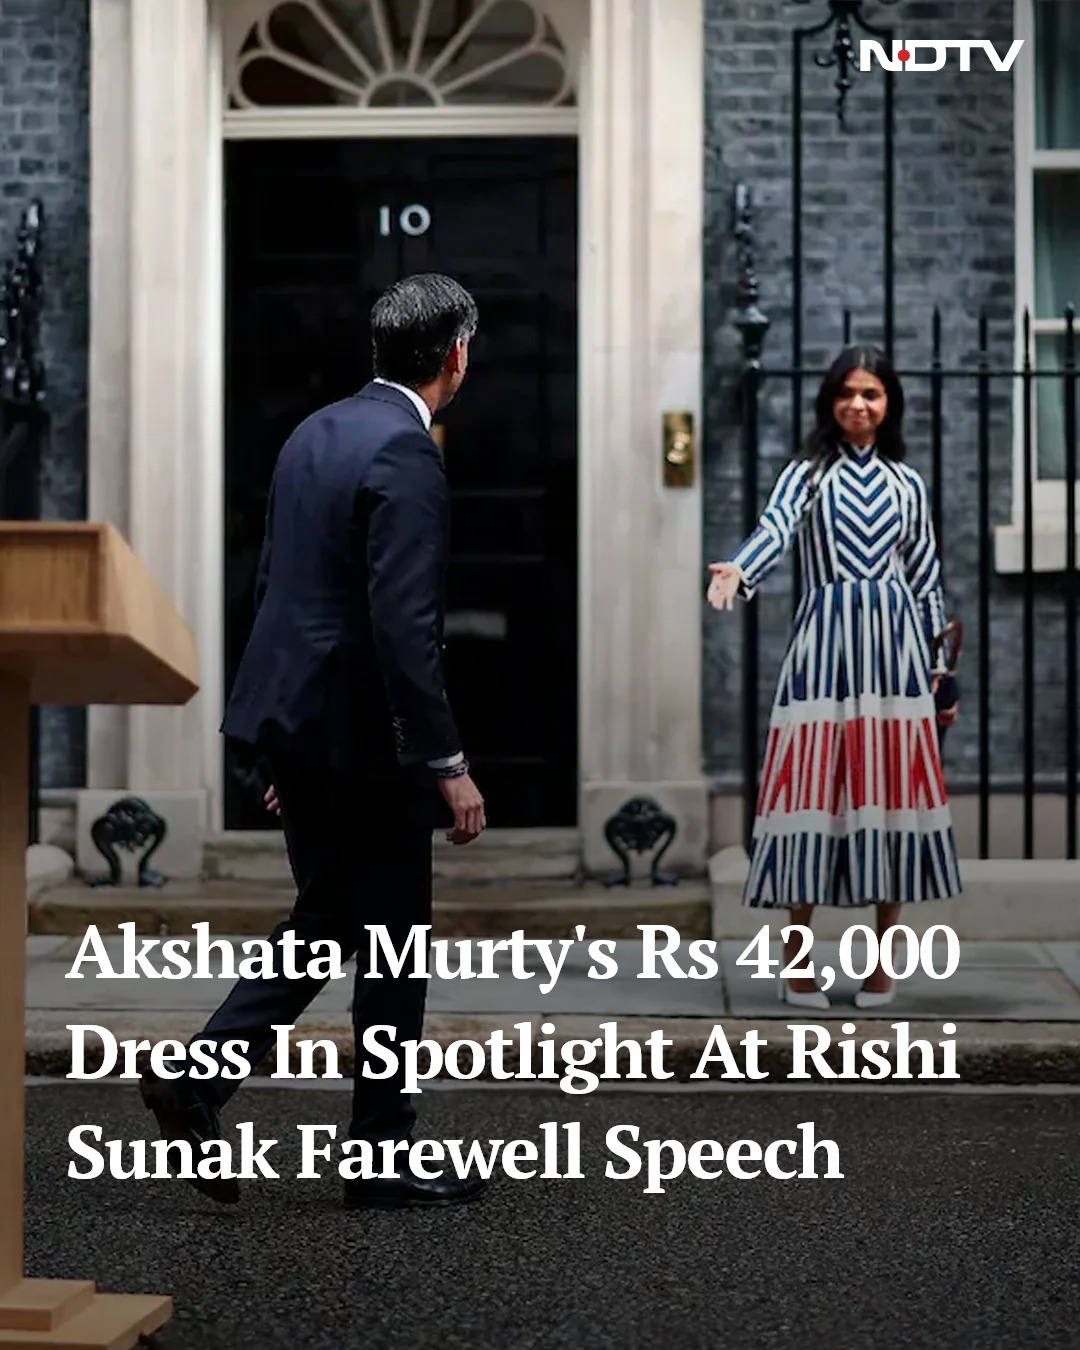 NDTV
10
Akshata Murty's Rs 42,000
Dress In Spotlight At Rishi
Sunak Farewell Speech